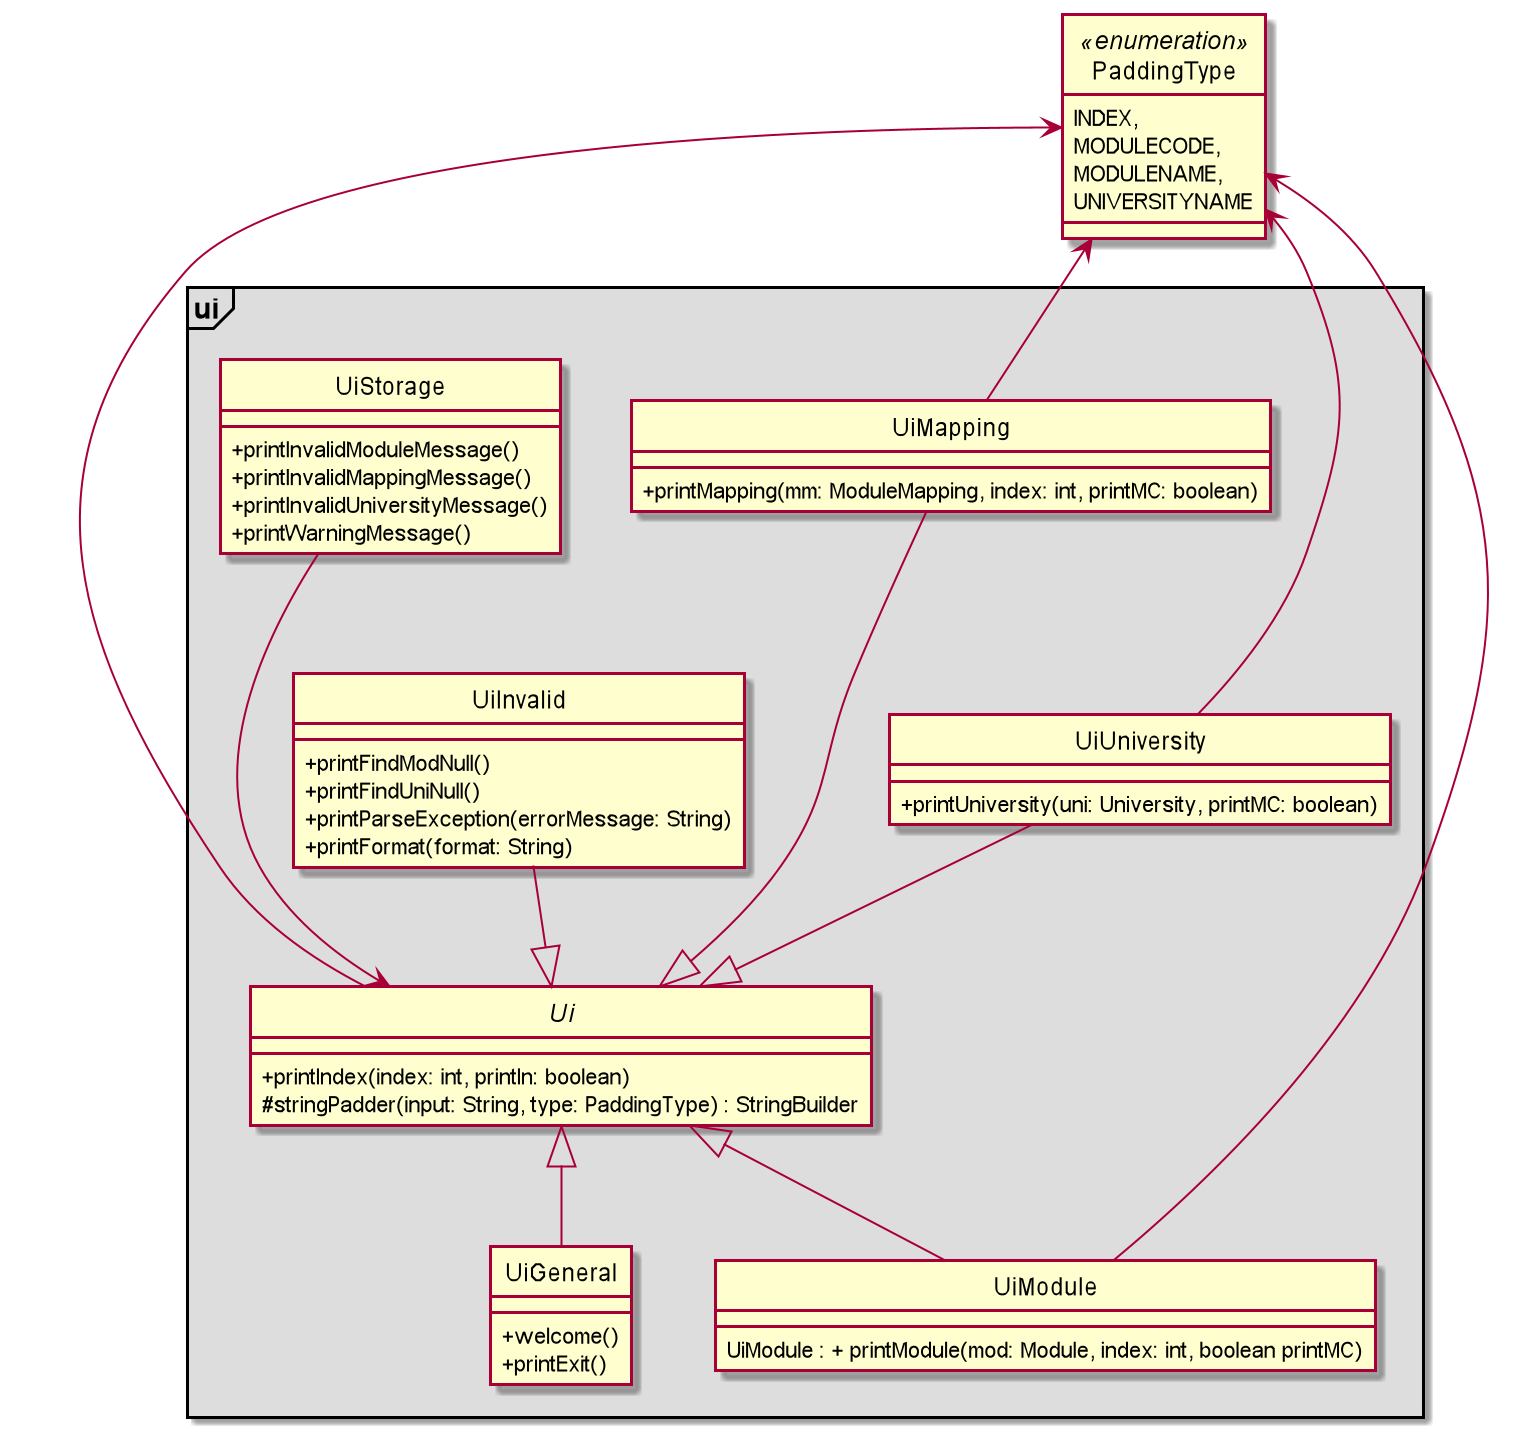 «enumeration»
PaddingType
INDEX,
MODULECODE,
MODULENAME,
UNIVERSITYNAME
ui
UiStorage
+printInvalidModuleMessage()
+printInvalidMappingMessage()
+printInvalidUniversityMessage()
+printWarningMessage()
UiMapping
+printMapping(mm: ModuleMapping, index: int, printMC: boolean)
UiInvalid
+printFindModNull()
+printFindUniNull()
+printParseException(errorMessage: String)
+printFormat(format: String)
UiUniversity
+printUniversity(uni: University, printMC: boolean)
Ui
+printIndex(index: int, println: boolean)
#stringPadder(input: String, type: PaddingType) : StringBuilder
UiGeneral
+welcome()
+printExit()
UiModule
UiModule : + printModule(mod: Module, index: int, boolean printMC)